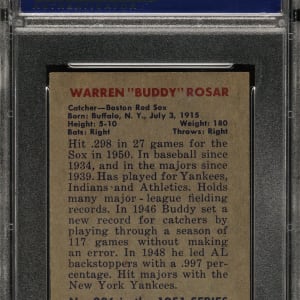 WARREN "BUDDY" ROSAR
Catcher—Boston Red Sox
Born: Buffalo, N. Y., July 3, 1915
Height: 5-10 Weight: 180
Bats: Right Throws: Right
Hit .298 in 27 games for the
Sox in 1950. In baseball since
1934, and in the majors since
1939. Has played for Yankees,
Indians and Athletics. Holds
many major - league fielding
records. In 1946 Buddy set a
new record for catchers by
playing through a season of
117 games without making
an error. In 1948 he led AL
backstoppers with a .997 per-
centage. Hit majors with the
New York Yankees.
in the 1951 SERIES